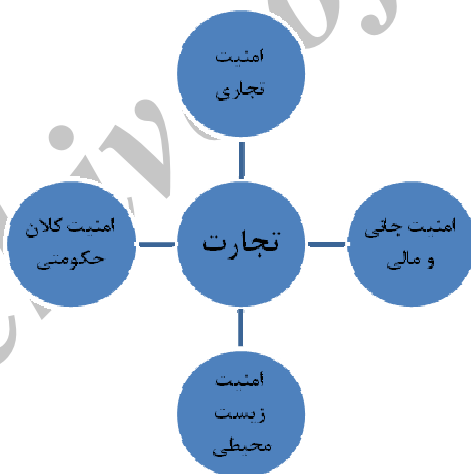 امنیت
تجاری
امنیت جانی
و مالی
تجارت
امنیت کلان
حکومتی
امنیت
زیست
محیطی